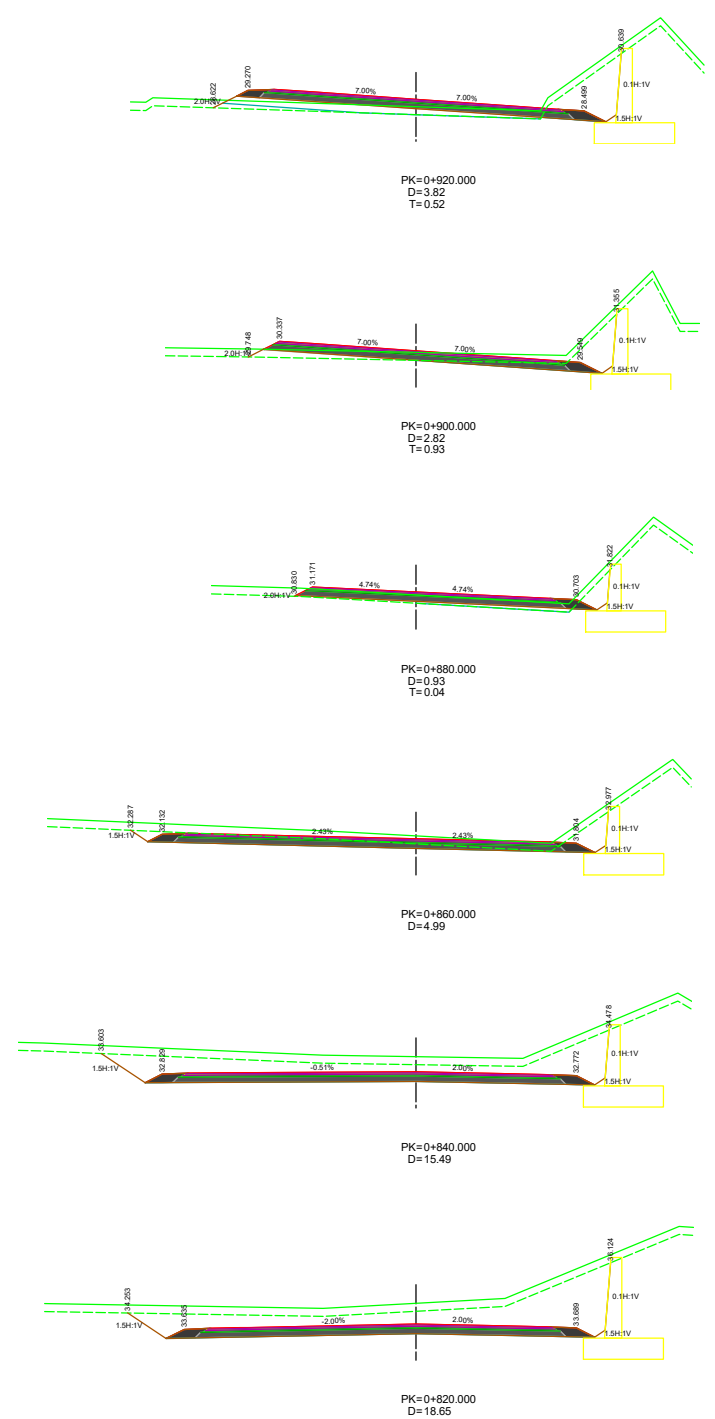 30.639
29.270
28.622
2.0H:1V
7.00%
7.00%
28.499
0.1H:1V
1.5H:1V
PK=0+920.000
D=3.82
T=0.52
31.355
30.337
29.748
2.0H:1V
7.00%
7.00%
29.549
0.1H:1V
1.5H:1V
PK=0+900.000
D=2.82
T=0.93
31.822
31.171
30.830
2.0H:1V
4.74%
4.74%
30.703
0.1H:1V
1.5H:1V
PK=0+880.000
D=0.93
T=0.04
32.977
32.287
32.132
1.5H:1V
2.43%
2.43%
31.804
0.1H:1V
1.5H:1V
PK=0+860.000
D=4.99
34.478
33.603
32.829
1.5H:1V
-0.51%
2.00%
32.772
0.1H:1V
1.5H:1V
PK=0+840.000
D=15.49
36.124
34.253
33.635
1.5H:1V
-2.00%
2.00%
33.689
0.1H:1V
1.5H:1V
PK=0+820.000
D=18.65